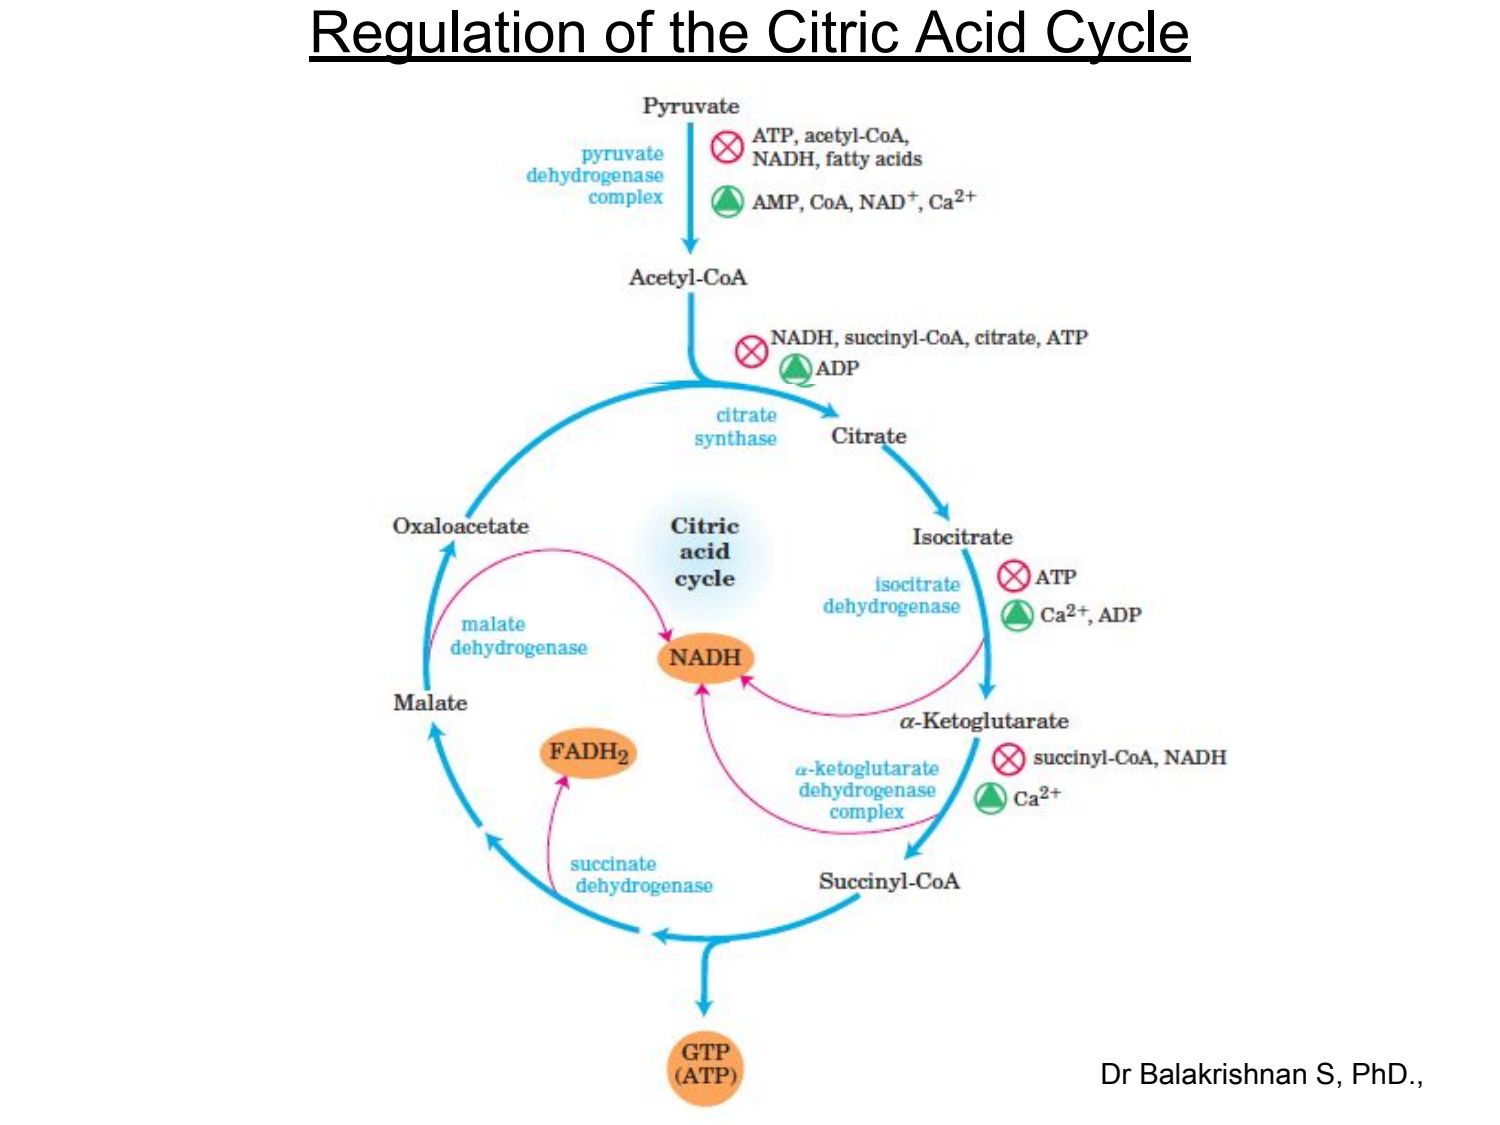 Regulation of the Citric Acid Cycle
Pyruvate
ATP, acetyl-CoA,
NADH, fatty acids
pyruvate
dehydrogenase
complex
AMP, CoA, NAD⁺, Ca²⁺
Acetyl-CoA
NADH, succinyl-CoA, citrate, ATP
ADP
citrate
synthase
Citrate
Oxaloacetate
Citric
acid
cycle
Isocitrate
isocitrate
dehydrogenase
ATP
Ca²⁺, ADP
malate
dehydrogenase
NADH
Malate
α-Ketoglutarate
FADH₂
α-ketoglutarate
dehydrogenase
complex
succinyl-CoA, NADH
Ca²⁺
succinate
dehydrogenase
Succinyl-CoA
GTP
(ATP)
Dr Balakrishnan S, PhD.,